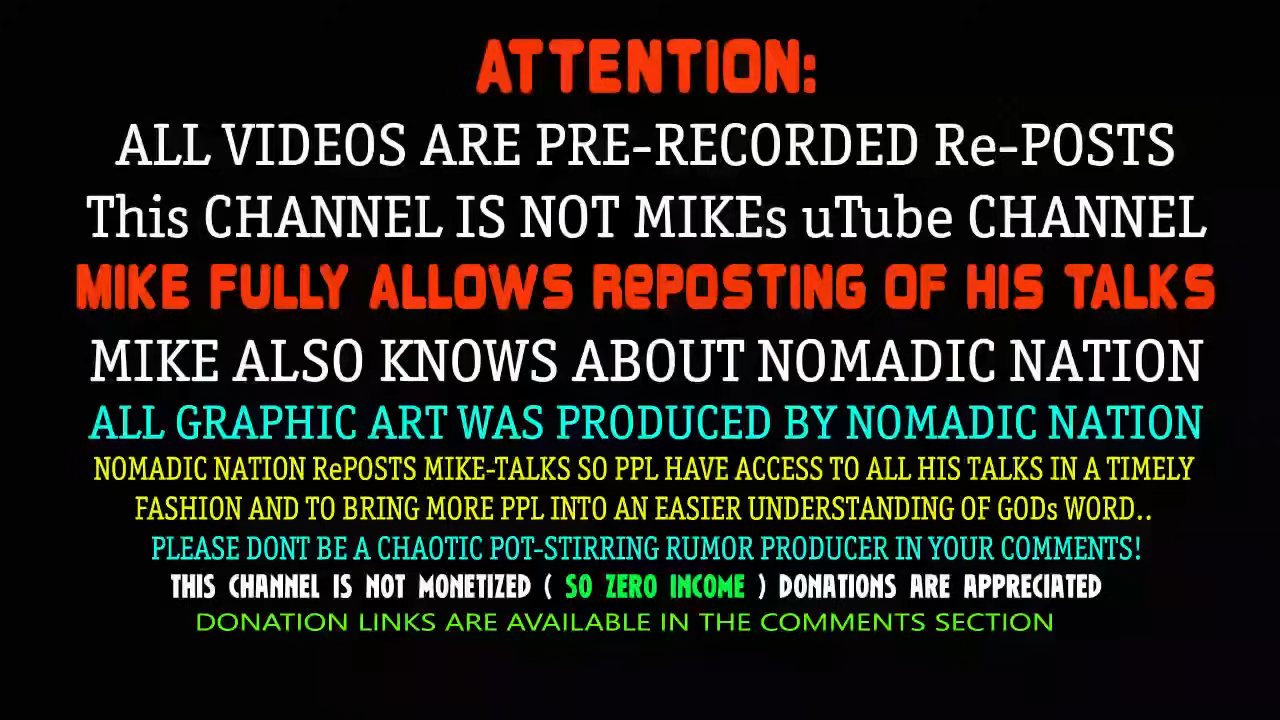 ATTENTION:
ALL VIDEOS ARE PRE-RECORDED Re-POSTS
This CHANNEL IS NOT MIKEs uTube CHANNEL
MIKE FULLY ALLOWS RePOSTING OF HIS TALKS
MIKE ALSO KNOWS ABOUT NOMADIC NATION
ALL GRAPHIC ART WAS PRODUCED BY NOMADIC NATION
NOMADIC NATION RePOSTS MIKE-TALKS SO PPL HAVE ACCESS TO ALL HIS TALKS IN A TIMELY
FASHION AND TO BRING MORE PPL INTO AN EASIER UNDERSTANDING OF GODs WORD..
PLEASE DONT BE A CHAOTIC POT-STIRRING RUMOR PRODUCER IN YOUR COMMENTS!
THIS CHANNEL IS NOT MONETIZED ( SO ZERO INCOME ) DONATIONS ARE APPRECIATED
DONATION LINKS ARE AVAILABLE IN THE COMMENTS SECTION